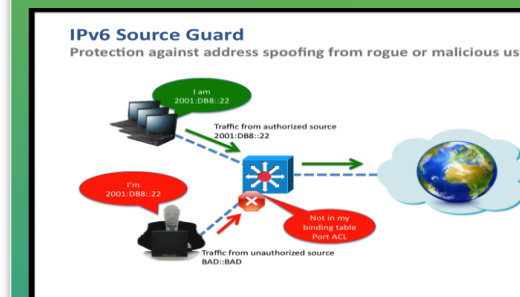 IPv6 Source Guard
Protection against address spoofing from rogue or malicious us
I am
2001:DB8::22
Traffic from authorized source
2001:DB8::22
I'm
2001:DB8::22
Not in my
binding table
Port ACL
Traffic from unauthorized source
BAD::BAD